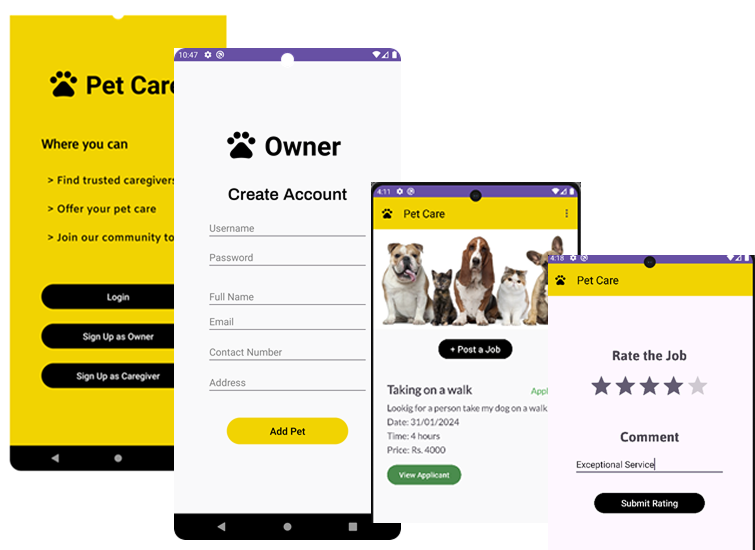 Pet Care
Where you can
> Find trusted caregivers
> Offer your pet care
> Join our community to
Login
Sign Up as Owner
Sign Up as Caregiver
10:47
Owner
Create Account
Username
Password
Full Name
Email
Contact Number
Address
Add Pet
4:11
Pet Care
+ Post a Job
Taking on a walk
Appl
Lookig for a person take my dog on a walk
Date: 31/01/2024
Time: 4 hours
Price: Rs. 4000
View Applicant
4:18
Pet Care
Rate the Job
Comment
Exceptional Service
Submit Rating